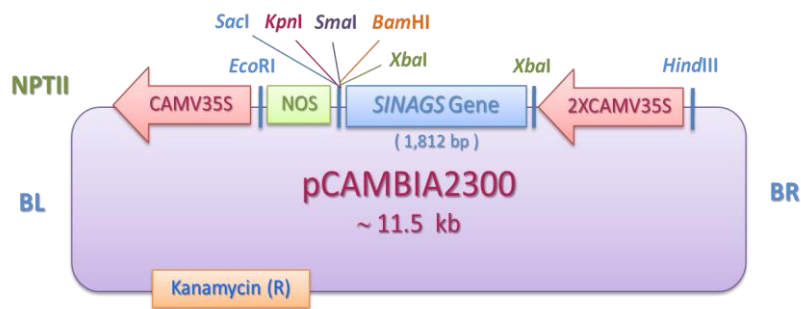 SacI KpnI SmaI BamHI
EcoRI XbaI XbaI HindIII
NPTII
CAMV35S NOS SINAGS Gene 2XCAMV35S
( 1,812 bp )
pCAMBIA2300
~ 11.5 kb
BL BR
Kanamycin (R)